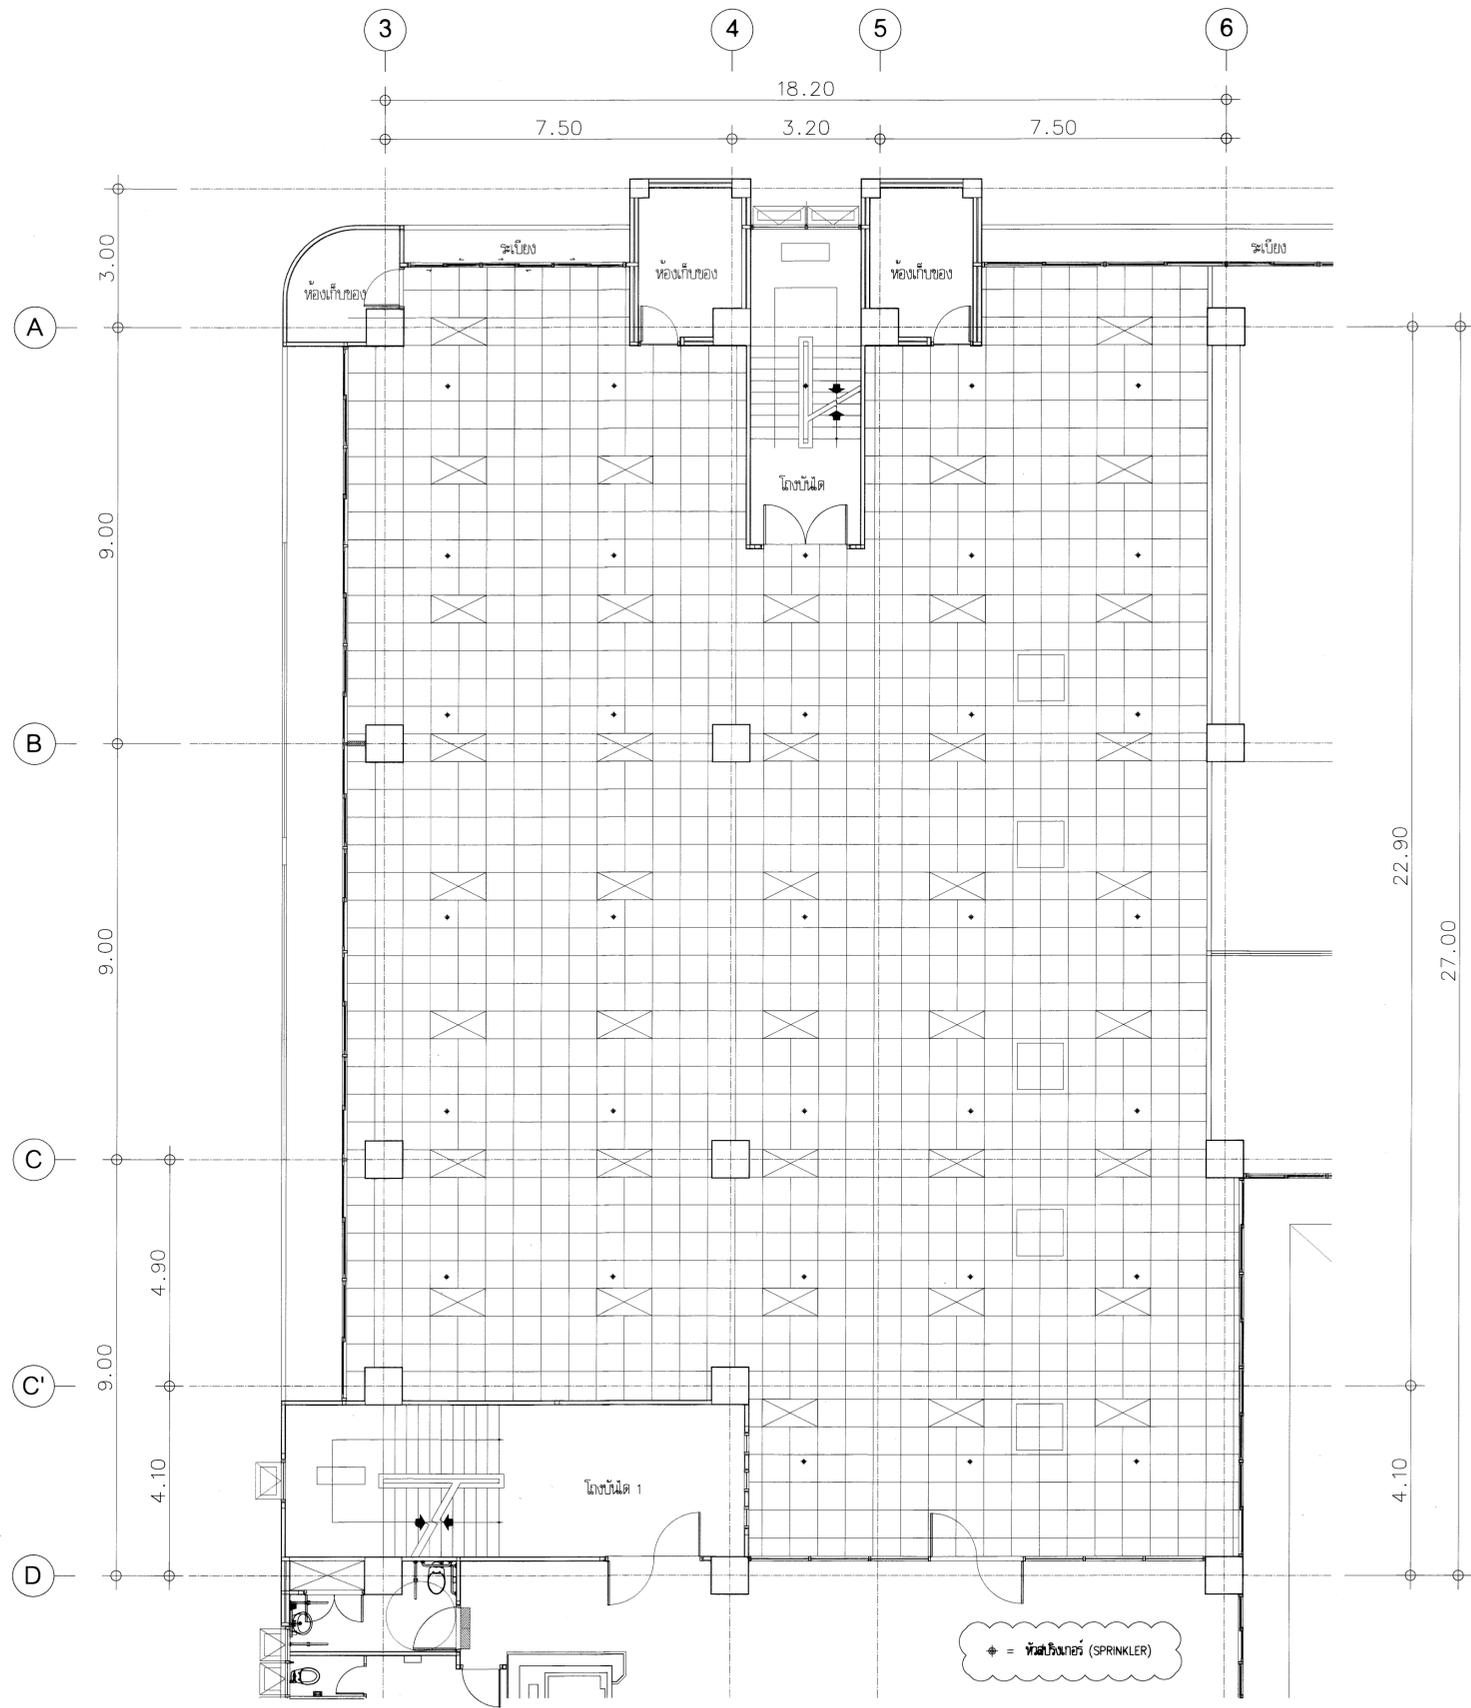 3 4 5 6
18.20
7.50 3.20 7.50
3.00
ระเบียง ระเบียง
ห้องเก็บของ ห้องเก็บของ
ห้องเก็บของ
A
โถงบันได
9.00
B
22.90
9.00
27.00
C
4.90
9.00
C'
4.10 4.10
โถงบันได 1
D
= หัวสปริงเกอร์ (SPRINKLER)